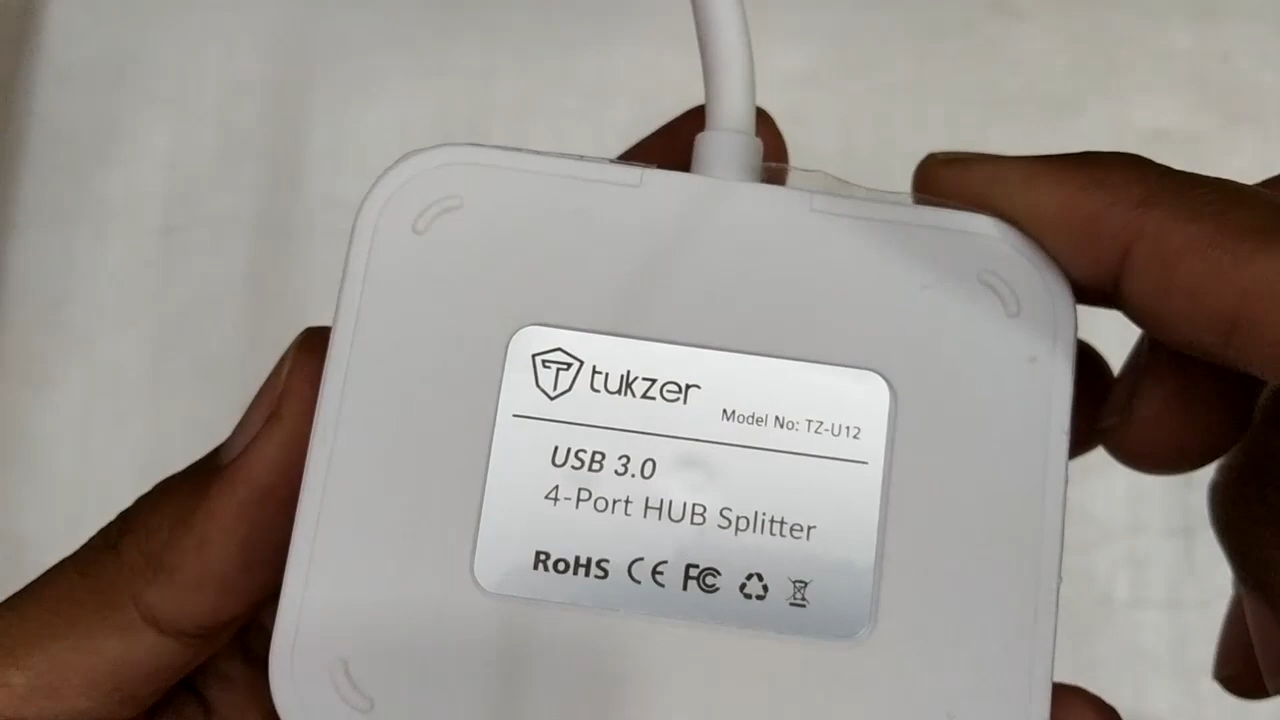 tukzer
Model No: TZ-U12
USB 3.0
4-Port HUB Splitter
RoHS CE FC